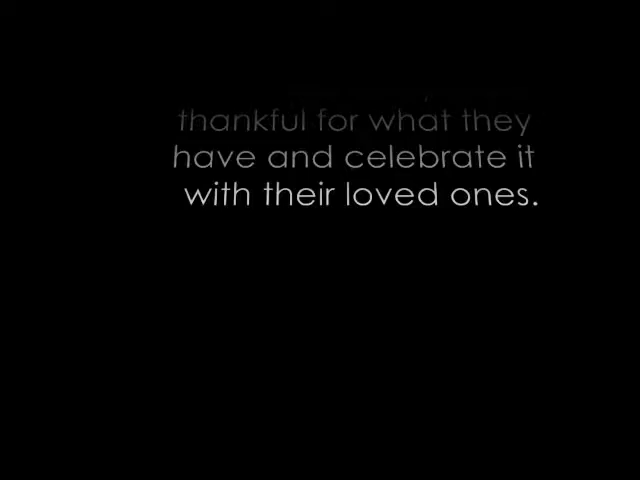 thankful for what they
have and celebrate it
with their loved ones.